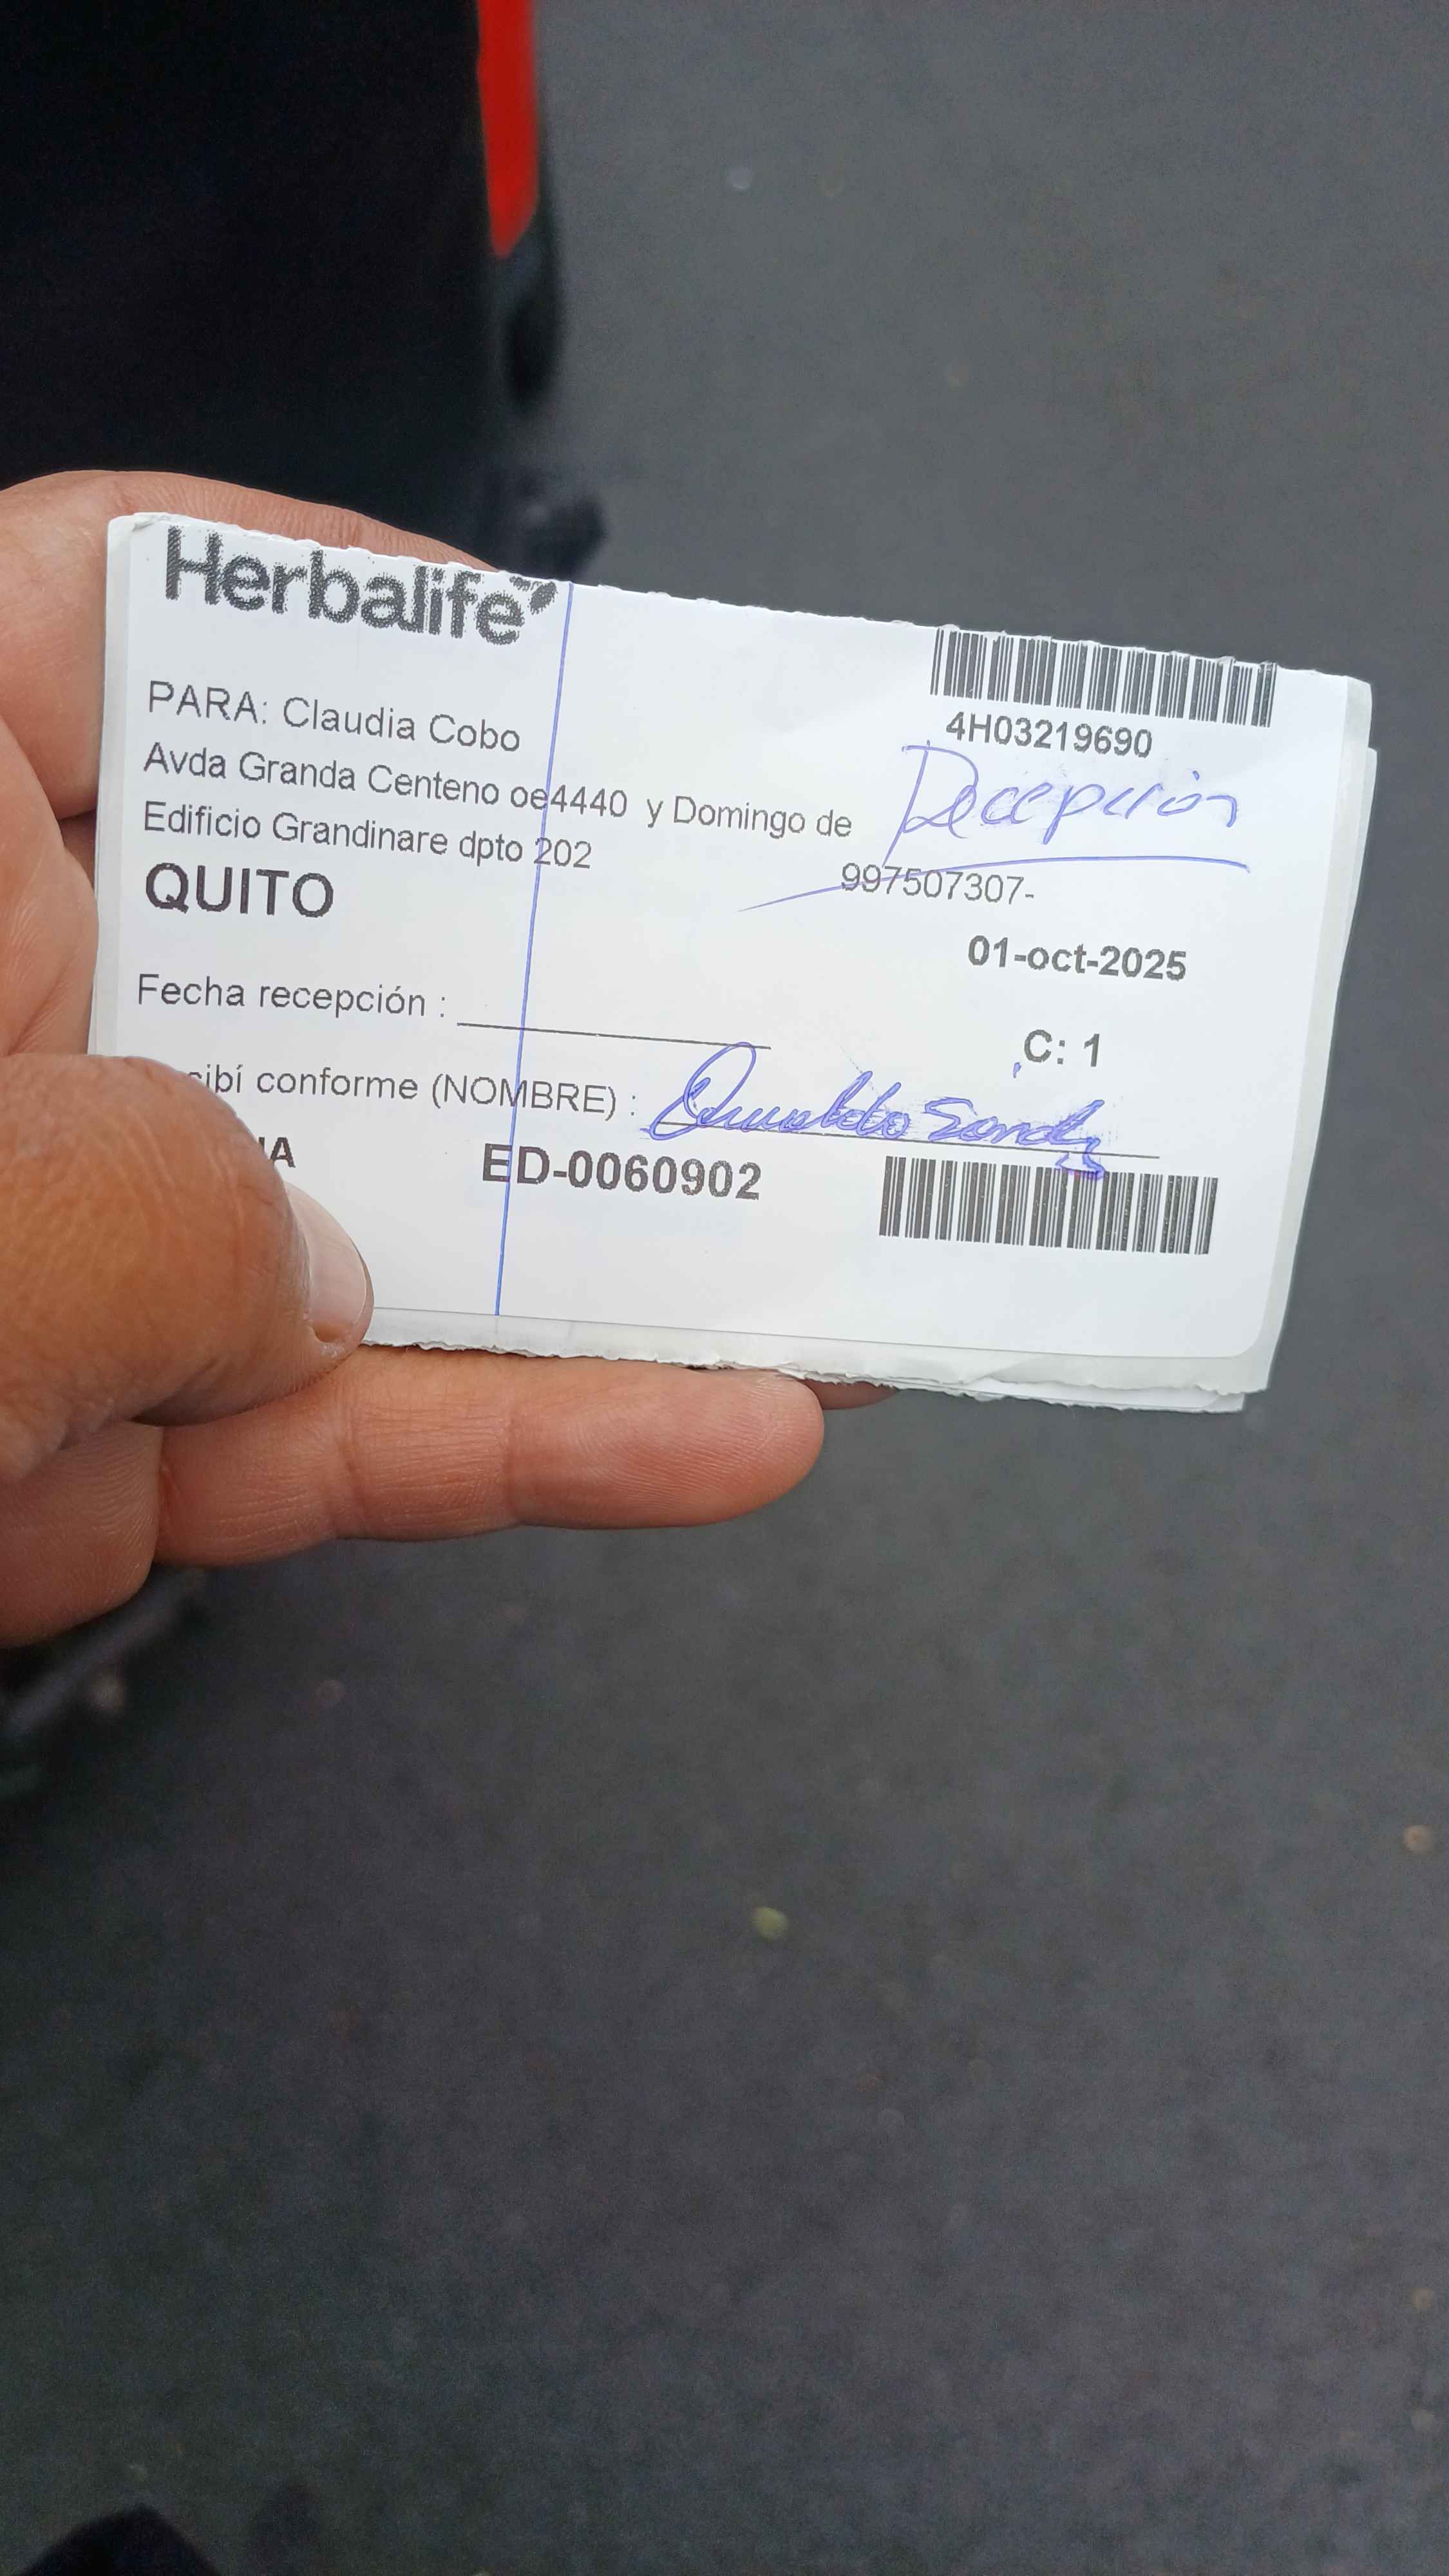 Herbalife
4H03219690
PARA: Claudia Cobo
Avda Granda Centeno oe4440 y Domingo de
Recepción
Edificio Grandinare dpto 202
997507307-
QUITO
01-oct-2025
Fecha recepción :
C: 1
cibí conforme (NOMBRE) :
ED-0060902